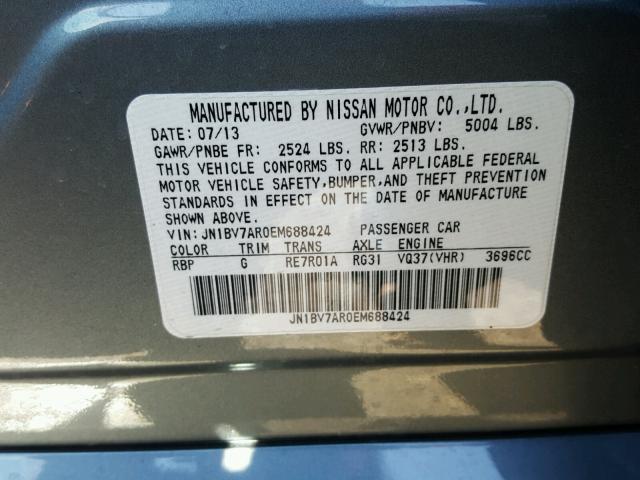 MANUFACTURED BY NISSAN MOTOR CO.,LTD.
DATE: 07/13 GVWR/PNBV: 5004 LBS.
GAWR/PNBE FR: 2524 LBS. RR: 2513 LBS.
THIS VEHICLE CONFORMS TO ALL APPLICABLE FEDERAL
MOTOR VEHICLE SAFETY,BUMPER,AND THEFT PREVENTION
STANDARDS IN EFFECT ON THE DATE OF MANUFACTURE
SHOWN ABOVE.
VIN: JN1BV7AR0EM688424 PASSENGER CAR
COLOR TRIM TRANS AXLE ENGINE
RBP G RE7R01A RG31 VQ37(VHR) 3696CC
JN1BV7AR0EM688424